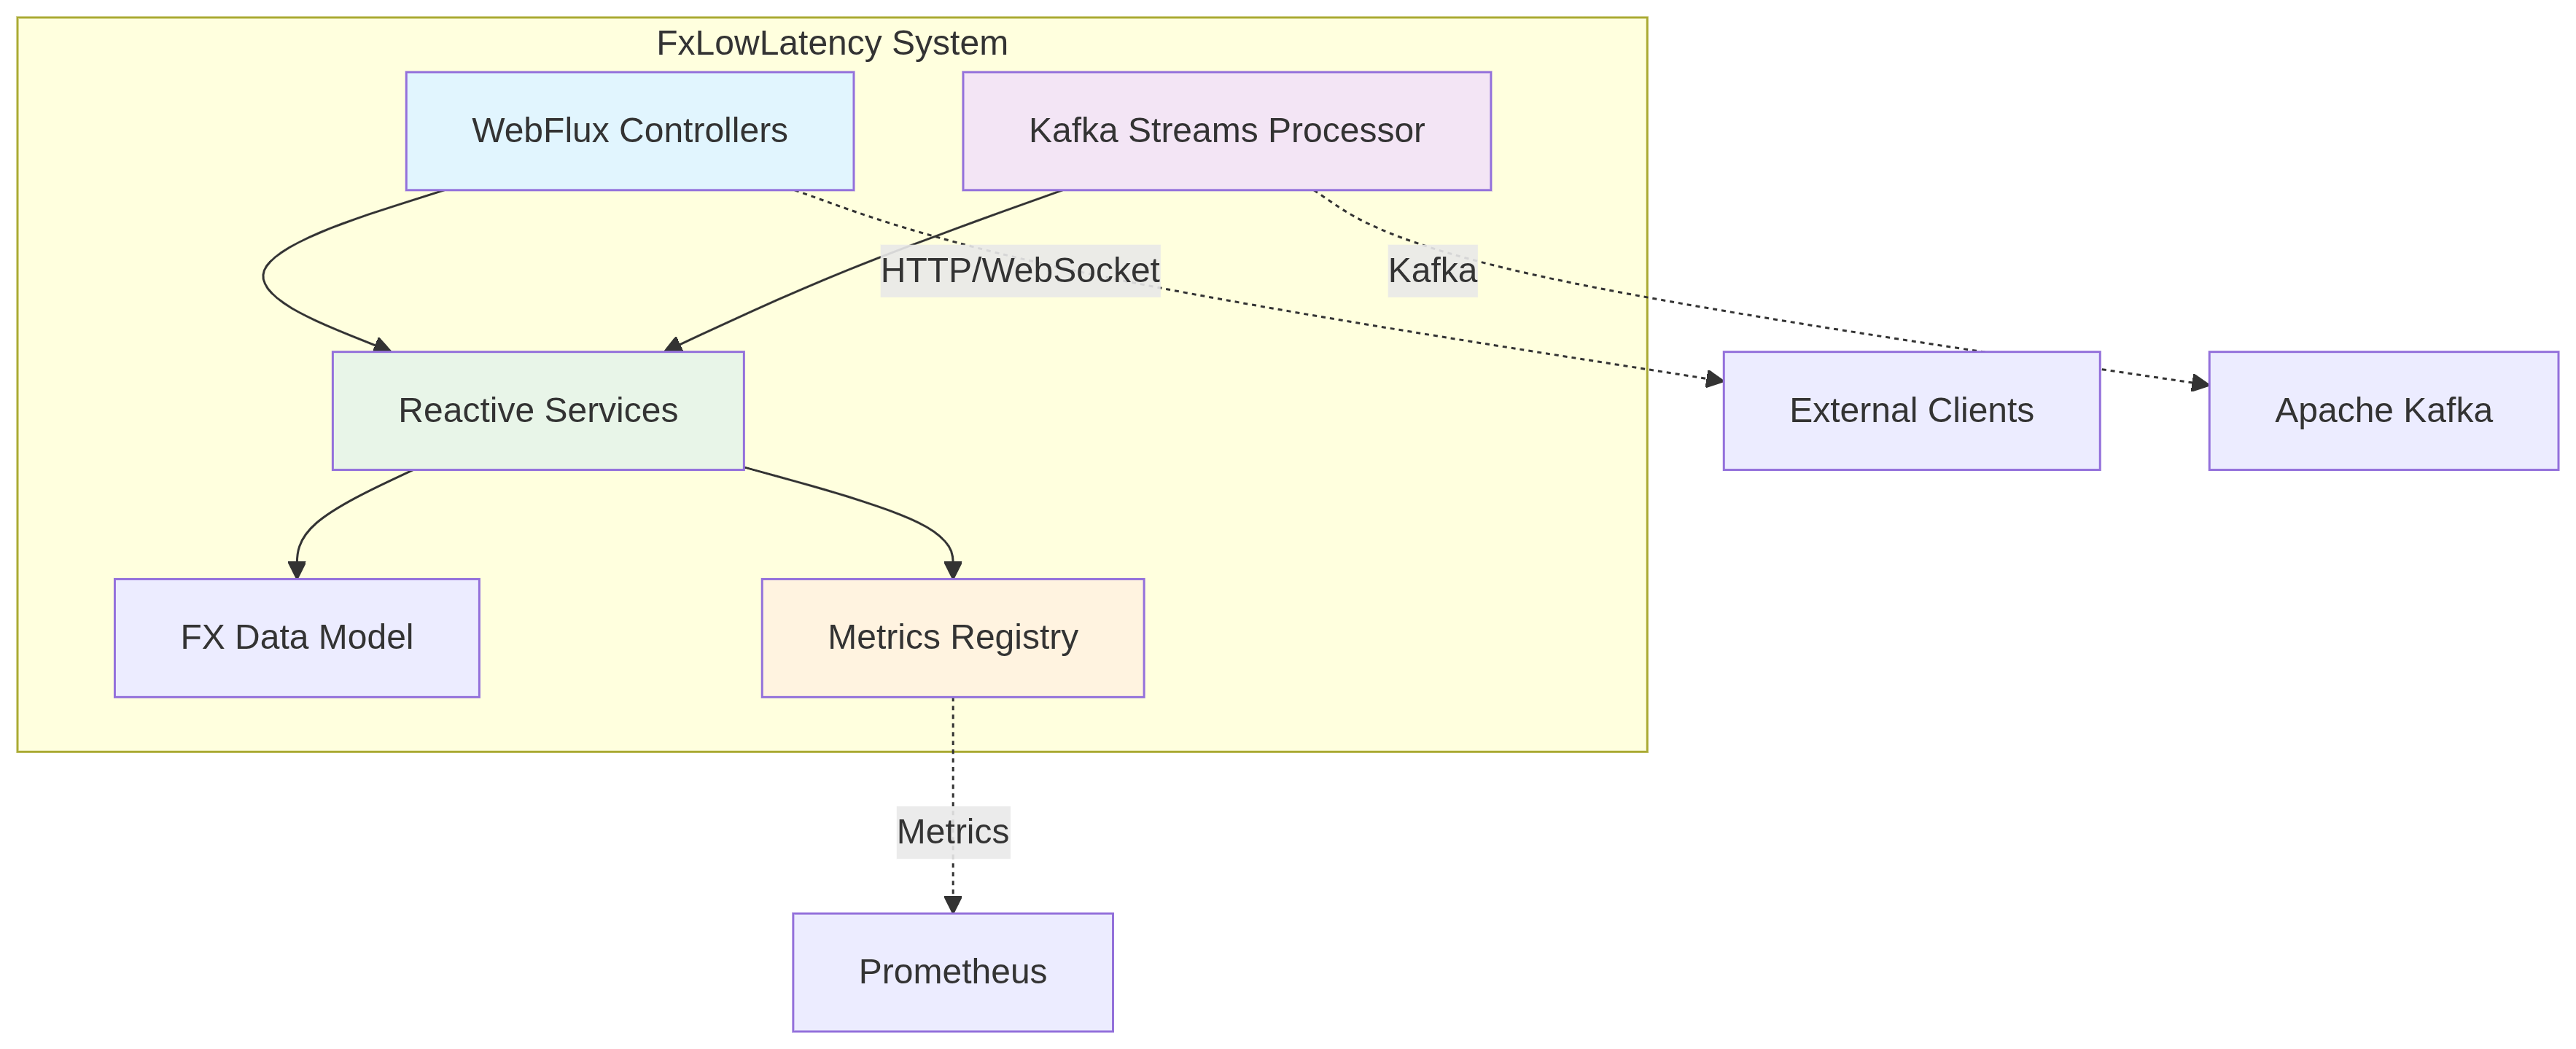 FxLowLatency System
WebFlux Controllers
Kafka Streams Processor
HTTP/WebSocket
Kafka
Reactive Services
External Clients
Apache Kafka
FX Data Model
Metrics Registry
Metrics
Prometheus